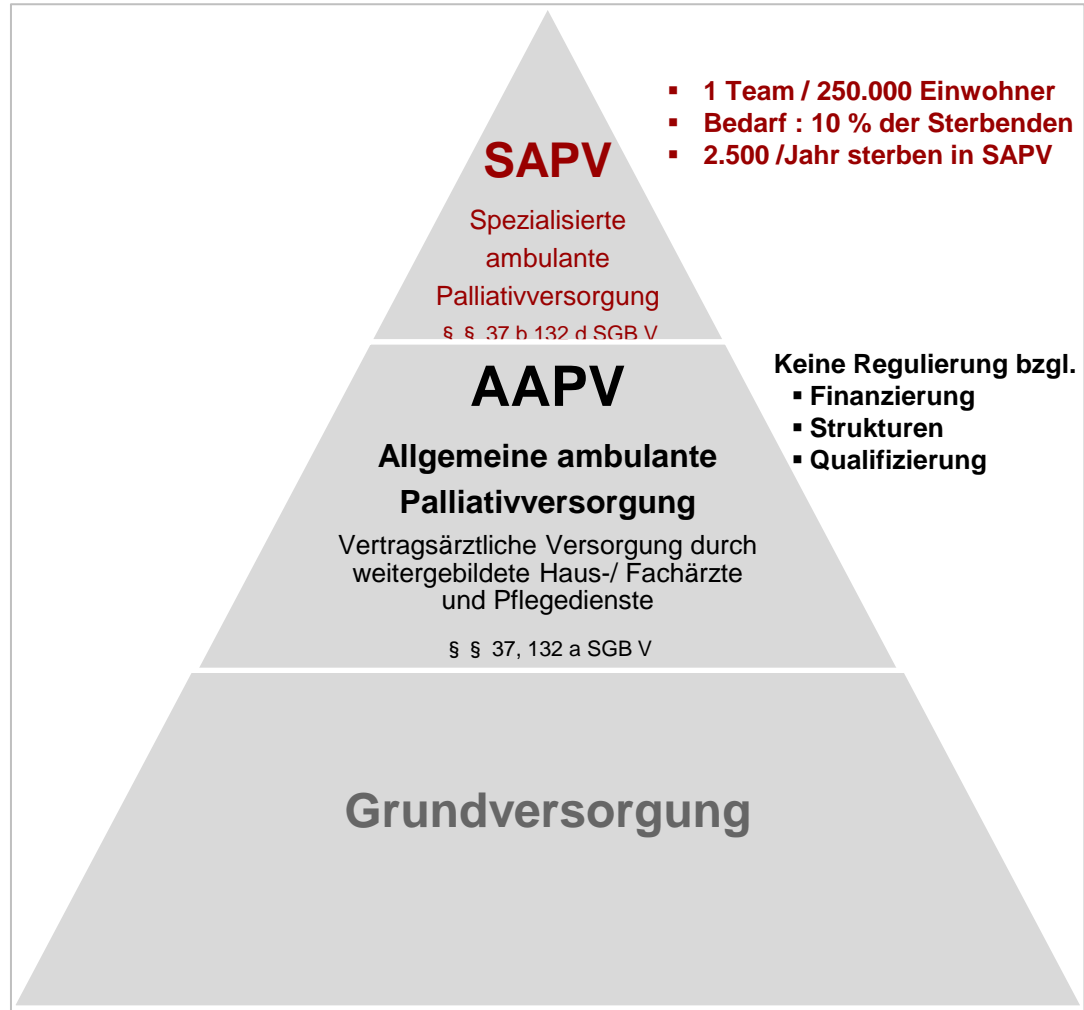 ▪ 1 Team / 250.000 Einwohner
▪ Bedarf : 10 % der Sterbenden
▪ 2.500 /Jahr sterben in SAPV
SAPV
Spezialisierte
ambulante
Palliativversorgung
§ § 37 b 132 d SGB V
AAPV
Allgemeine ambulante
Palliativversorgung
Vertragsärztliche Versorgung durch
weitergebildete Haus-/ Fachärzte
und Pflegedienste
§ § 37, 132 a SGB V
Keine Regulierung bzgl.
▪ Finanzierung
▪ Strukturen
▪ Qualifizierung
Grundversorgung